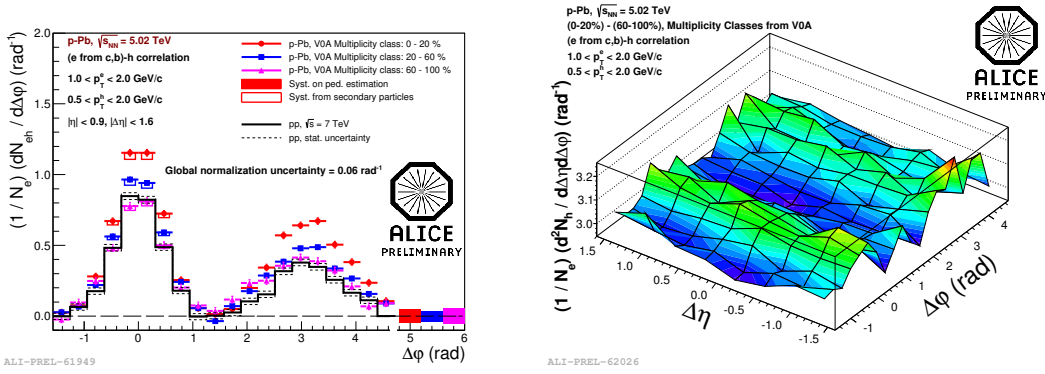 p-Pb, √sNN = 5.02 TeV
(e from c,b)-h correlation
1.0 < pTe < 2.0 GeV/c
0.5 < pTh < 2.0 GeV/c
|η| < 0.9, |Δη| < 1.6
p-Pb, V0A Multiplicity class: 0 - 20 %
p-Pb, V0A Multiplicity class: 20 - 60 %
p-Pb, V0A Multiplicity class: 60 - 100 %
Syst. on ped. estimation
Syst. from secondary particles
pp, √s = 7 TeV
pp, stat. uncertainty
Global normalization uncertainty = 0.06 rad-1
ALICE
PRELIMINARY
(1 / Ne) (dNeh / dΔφ) (rad-1)
2.0
1.5
1.0
0.5
0.0
-1 0 1 2 3 4 5 6
Δφ (rad)
ALI-PREL-61949
p-Pb, √sNN = 5.02 TeV
(0-20%) - (60-100%), Multiplicity Classes from V0A
(e from c,b)-h correlation
1.0 < pTe < 2.0 GeV/c
0.5 < pTh < 2.0 GeV/c
ALICE
PRELIMINARY
(1 / Ne) (d2Nh / dΔηdΔφ) (rad-1)
3.2
3.1
3.0
1.5 1.0 0.5 0.0 -0.5 -1.0 -1.5
Δη
-1 0 1 2 3 4
Δφ (rad)
ALI-PREL-62026